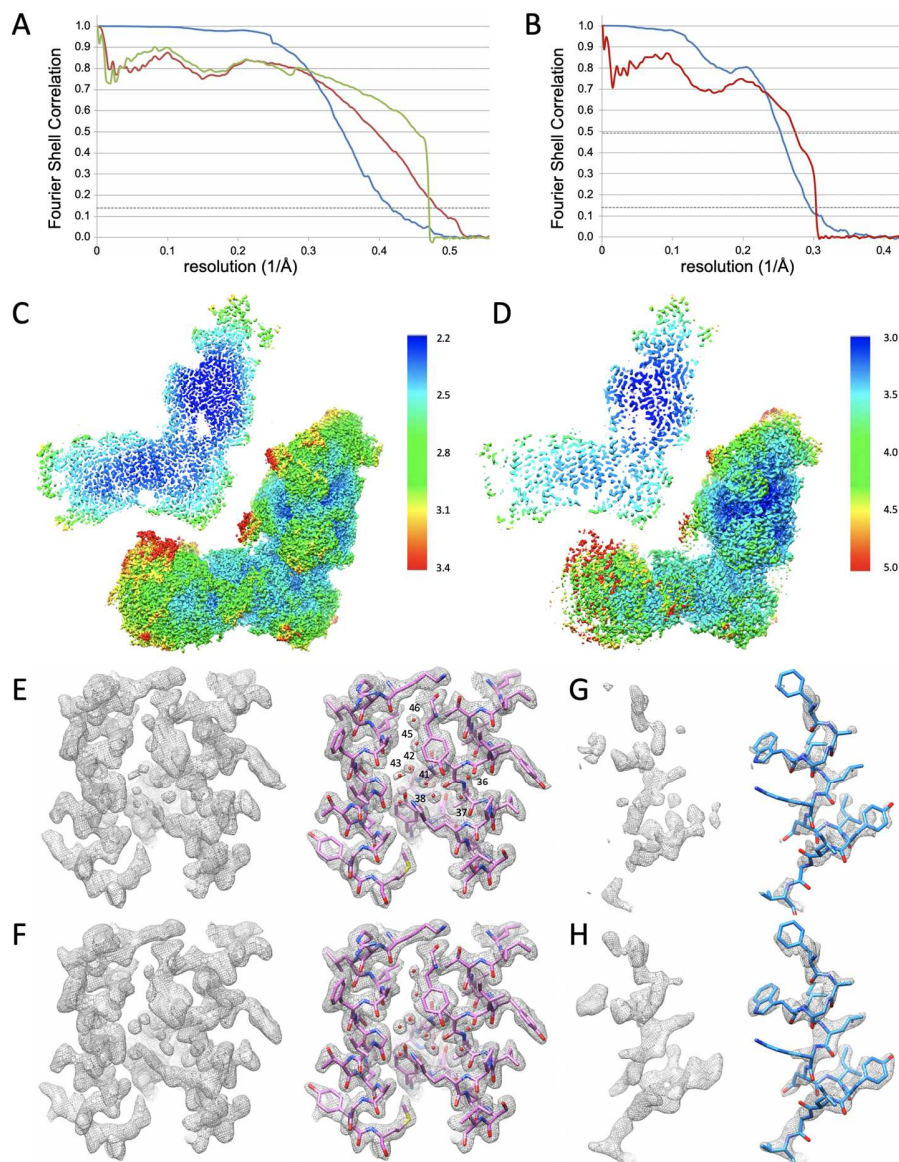 A
Fourier Shell Correlation
1.0
0.9
0.8
0.7
0.6
0.5
0.4
0.3
0.2
0.1
0.0
0 0.1 0.2 0.3 0.4 0.5
resolution (1/Å)
B
Fourier Shell Correlation
1.0
0.9
0.8
0.7
0.6
0.5
0.4
0.3
0.2
0.1
0.0
0 0.1 0.2 0.3 0.4
resolution (1/Å)
C
2.2
2.5
2.8
3.1
3.4
D
3.0
3.5
4.0
4.5
5.0
E
46
45
42
43
41
36
38
37
G
F
H